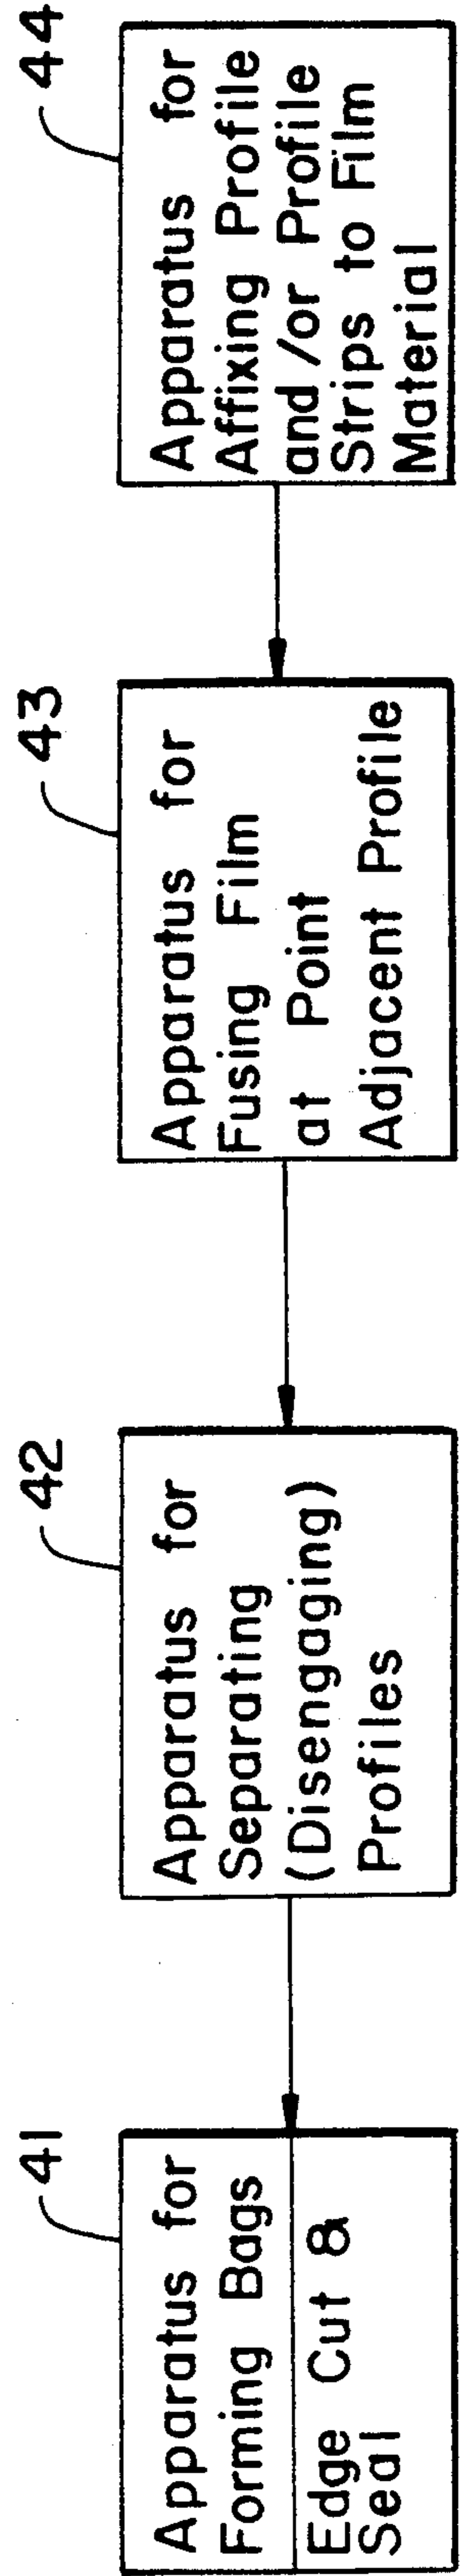 41
Apparatus for
Forming Bags
Edge Cut &
Seal
42
Apparatus for
Separating
(Disengaging)
Profiles
43
Apparatus for
Fusing Film
at Point
Adjacent Profile
44
Apparatus for
Affixing Profile
and/or Profile
Strips to Film
Material